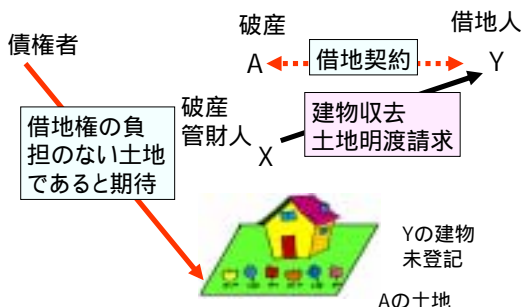 債権者
破産
A
借地契約
借地人
Y
借地権の負
担のない土地
であると期待
破産
管財人
X
建物収去
土地明渡請求
Yの建物
未登記
Aの土地